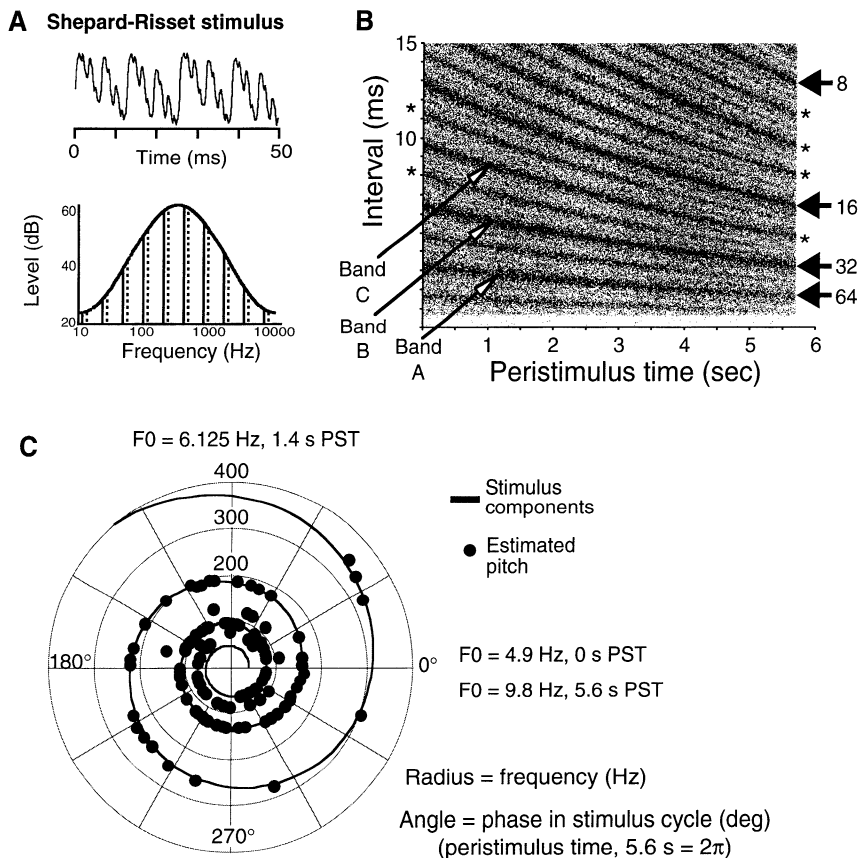 A Shepard-Risset stimulus
0 50
Time (ms)
Level (dB)
60
40
20
10 100 1000 10000
Frequency (Hz)
B
Interval (ms)
15
10
*
*
8
*
*
*
16
*
32
64
Band
C
Band
B
Band
A
1 2 3 4 5 6
Peristimulus time (sec)
C
F0 = 6.125 Hz, 1.4 s PST
400
300
200
180°
0°
270°
Stimulus
components
Estimated
pitch
F0 = 4.9 Hz, 0 s PST
F0 = 9.8 Hz, 5.6 s PST
Radius = frequency (Hz)
Angle = phase in stimulus cycle (deg)
(peristimulus time, 5.6 s = 2π)